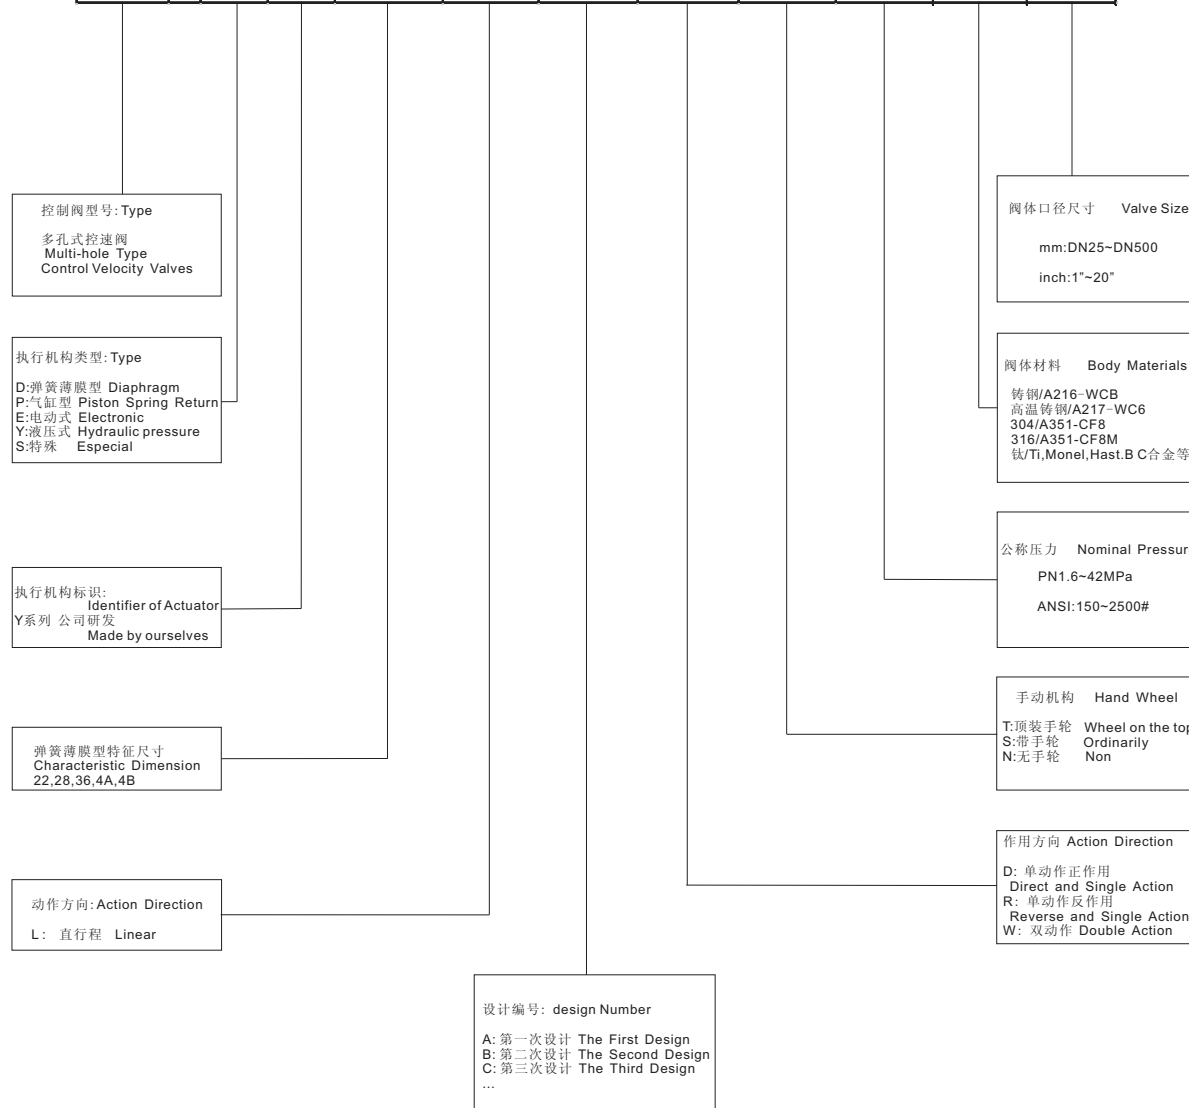 控制阀型号: Type
多孔式控速阀
Multi-hole Type
Control Velocity Valves
执行机构类型: Type
D:弹簧薄膜型 Diaphragm
P:气缸型 Piston Spring Return
E:电动式 Electronic
Y:液压式 Hydraulic pressure
S:特殊 Especial
执行机构标识:
Identifier of Actuator
Y系列 公司研发
Made by ourselves
弹簧薄膜型特征尺寸
Characteristic Dimension
22,28,36,4A,4B
动作方向: Action Direction
L: 直行程 Linear
设计编号: design Number
A: 第一次设计 The First Design
B: 第二次设计 The Second Design
C: 第三次设计 The Third Design
...
阀体口径尺寸 Valve Size
mm:DN25~DN500
inch:1"~20"
阀体材料 Body Materials
铸钢/A216-WCB
高温铸钢/A217-WC6
304/A351-CF8
316/A351-CF8M
钛/Ti,Monel,Hast.B C合金等
公称压力 Nominal Pressur
PN1.6~42MPa
ANSI:150~2500#
手动机构 Hand Wheel
T:顶装手轮 Wheel on the top
S:带手轮 Ordinarily
N:无手轮 Non
作用方向 Action Direction
D: 单动作正作用
Direct and Single Action
R: 单动作反作用
Reverse and Single Action
W: 双动作 Double Action